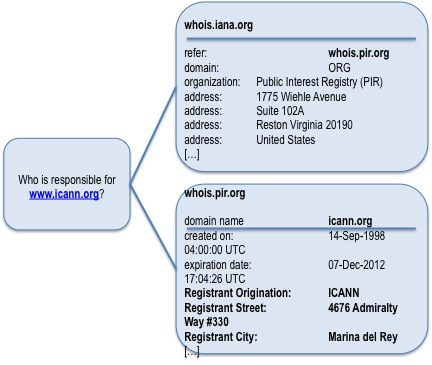 Who is responsible for
www.icann.org?
whois.iana.org
refer: whois.pir.org
domain: ORG
organization: Public Interest Registry (PIR)
address: 1775 Wiehle Avenue
address: Suite 102A
address: Reston Virginia 20190
address: United States
[...]
whois.pir.org
domain name icann.org
created on: 14-Sep-1998
04:00:00 UTC
expiration date: 07-Dec-2012
17:04:26 UTC
Registrant Origination: ICANN
Registrant Street: 4676 Admiralty
Way #330
Registrant City: Marina del Rey
[...]